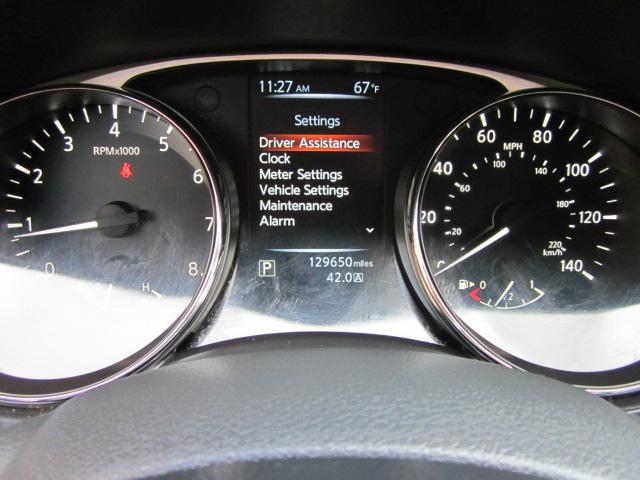 11:27 AM 67°F
Settings
Driver Assistance
Clock
Meter Settings
Vehicle Settings
Maintenance
Alarm
P 129650 miles
42.0 A
RPMx1000
0 1 2 3 4 5 6 7 8
H
MPH
0 20 40 60 80 100 120 140
20 60 100 140 180 220
km/h
0 1/2 1